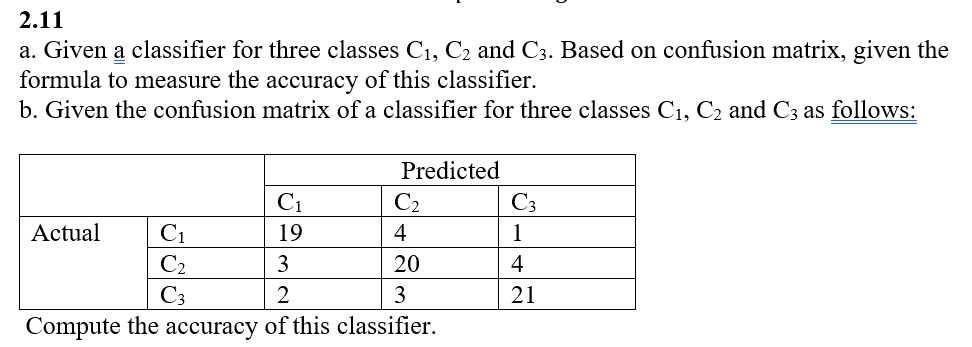 2.11
a. Given a classifier for three classes C₁, C₂ and C₃. Based on confusion matrix, given the
formula to measure the accuracy of this classifier.
b. Given the confusion matrix of a classifier for three classes C₁, C₂ and C₃ as follows:
Predicted
C₁ C₂ C₃
Actual C₁ 19 4 1
C₂ 3 20 4
C₃ 2 3 21
Compute the accuracy of this classifier.